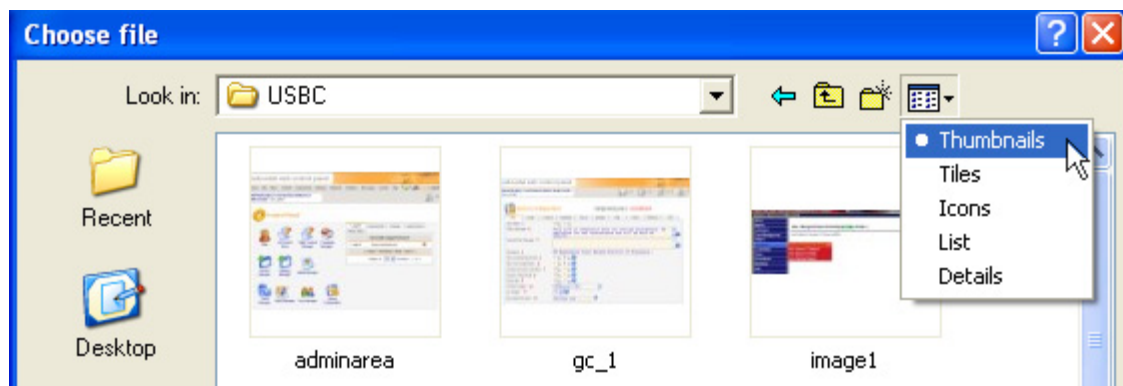 Choose file
Look in: USBC
Thumbnails
Tiles
Icons
List
Details
Recent
Desktop
adminarea
gc_1
image1